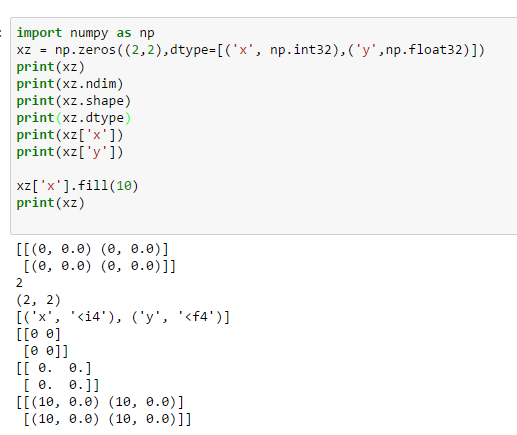 import numpy as np
xz = np.zeros((2,2),dtype=[('x', np.int32),('y',np.float32)])
print(xz)
print(xz.ndim)
print(xz.shape)
print(xz.dtype)
print(xz['x'])
print(xz['y'])
xz['x'].fill(10)
print(xz)
[[(0, 0.0) (0, 0.0)]
 [(0, 0.0) (0, 0.0)]]
2
(2, 2)
[('x', '<i4'), ('y', '<f4')]
[[0 0]
 [0 0]]
[[ 0.  0.]
 [ 0.  0.]]
[[(10, 0.0) (10, 0.0)]
 [(10, 0.0) (10, 0.0)]]